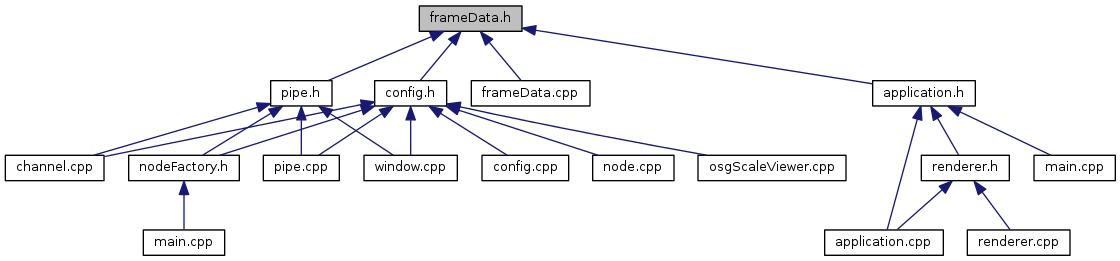 frameData.h
pipe.h
config.h
frameData.cpp
application.h
channel.cpp
nodeFactory.h
pipe.cpp
window.cpp
config.cpp
node.cpp
osgScaleViewer.cpp
renderer.h
main.cpp
main.cpp
application.cpp
renderer.cpp